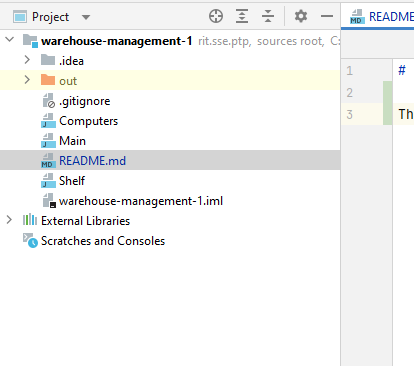 Project
warehouse-management-1 rit.sse.ptp, sources root, C:
.idea
out
.gitignore
Computers
Main
README.md
Shelf
warehouse-management-1.iml
External Libraries
Scratches and Consoles
README
1 #
2
3 Th